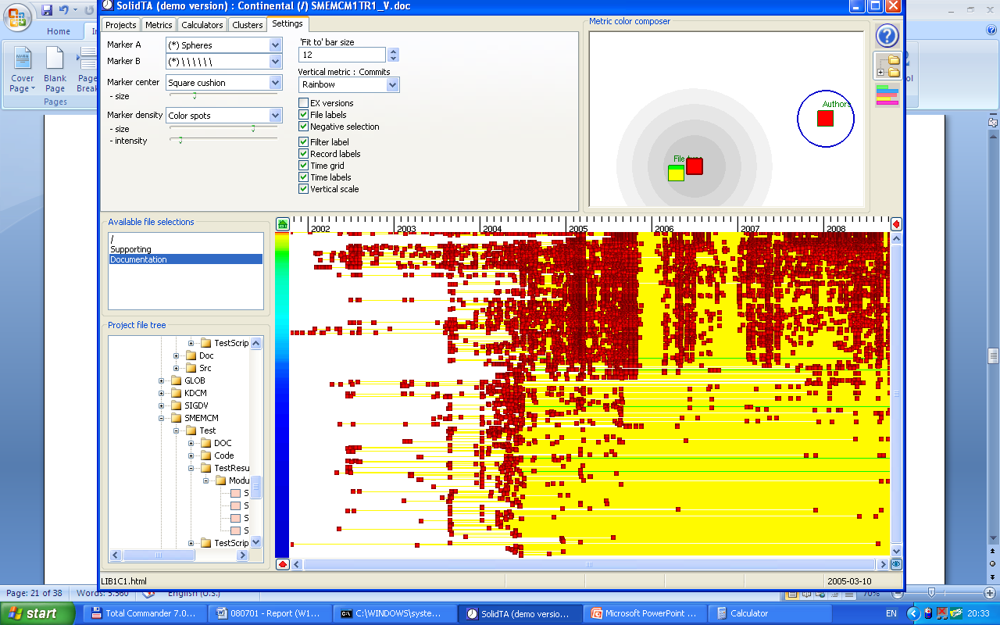 SolidTA (demo version) : Continental (/) SMEMCM1TR1_V.doc
Home
Cover
Page
Blank
Page
Page
Break
Pages
Projects
Metrics
Calculators
Clusters
Settings
Marker A
(*) Spheres
Marker B
(*) \ \ \ \ \ \
Marker center
Square cushion
- size
Marker density
Color spots
- size
- intensity
'Fit to' bar size
12
Vertical metric : Commits
Rainbow
EX versions
File labels
Negative selection
Filter label
Record labels
Time grid
Time labels
Vertical scale
Metric color composer
Authors
File
Available file selections
/
Supporting
Documentation
Project file tree
TestScrip
Doc
Src
GLOB
KDCM
SIGDV
SMEMCM
Test
DOC
Code
TestResu
Modu
S
S
S
S
TestScrip
2002
2003
2004
2005
2006
2007
2008
LIB1C1.html
2005-03-10
Page: 21 of 38
Words: 5.560
English (U.S.)
70%
start
Total Commander 7.0...
080701 - Report (W1...
C:\WINDOWS\system...
SolidTA (demo versio...
Microsoft PowerPoint ...
Calculator
EN
20:33